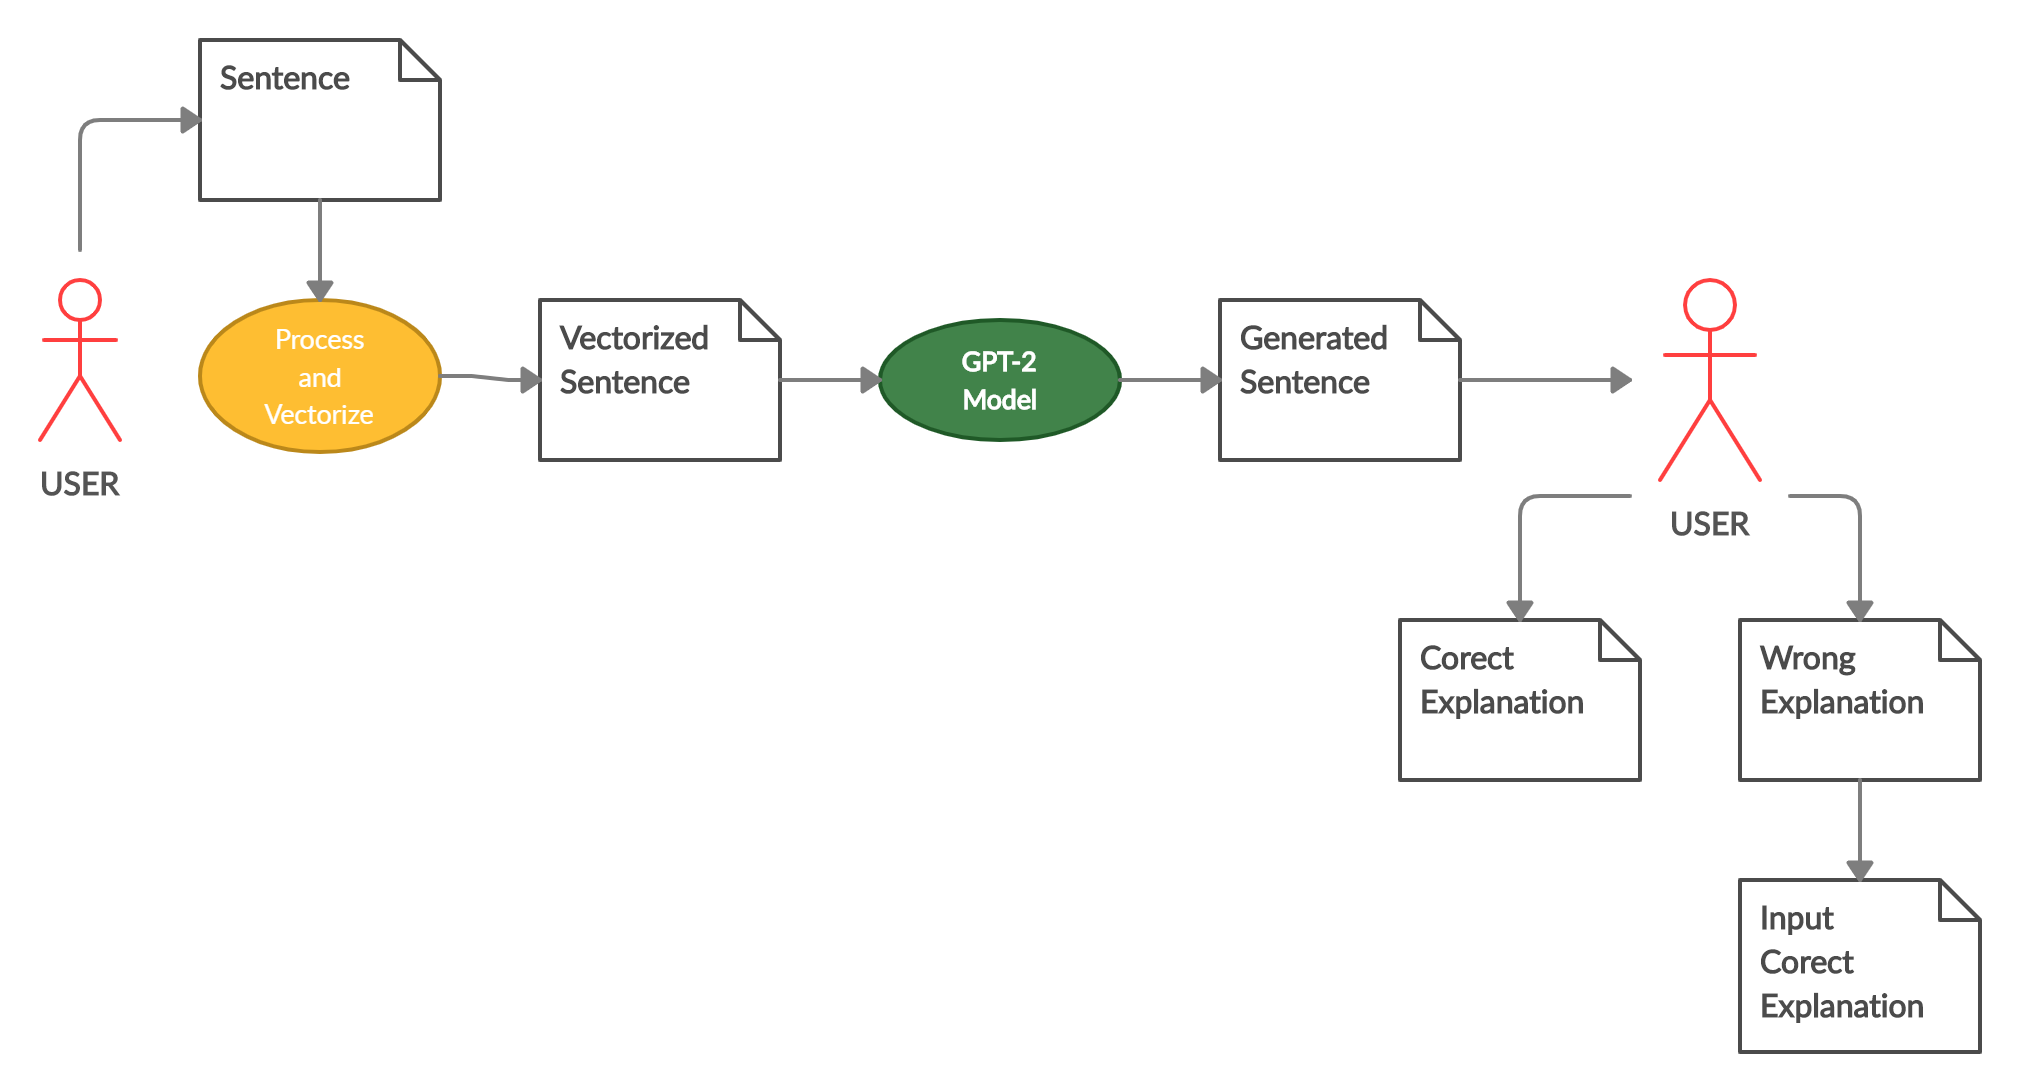 Sentence
USER
Process
and
Vectorize
Vectorized
Sentence
GPT-2
Model
Generated
Sentence
USER
Corect
Explanation
Wrong
Explanation
Input
Corect
Explanation